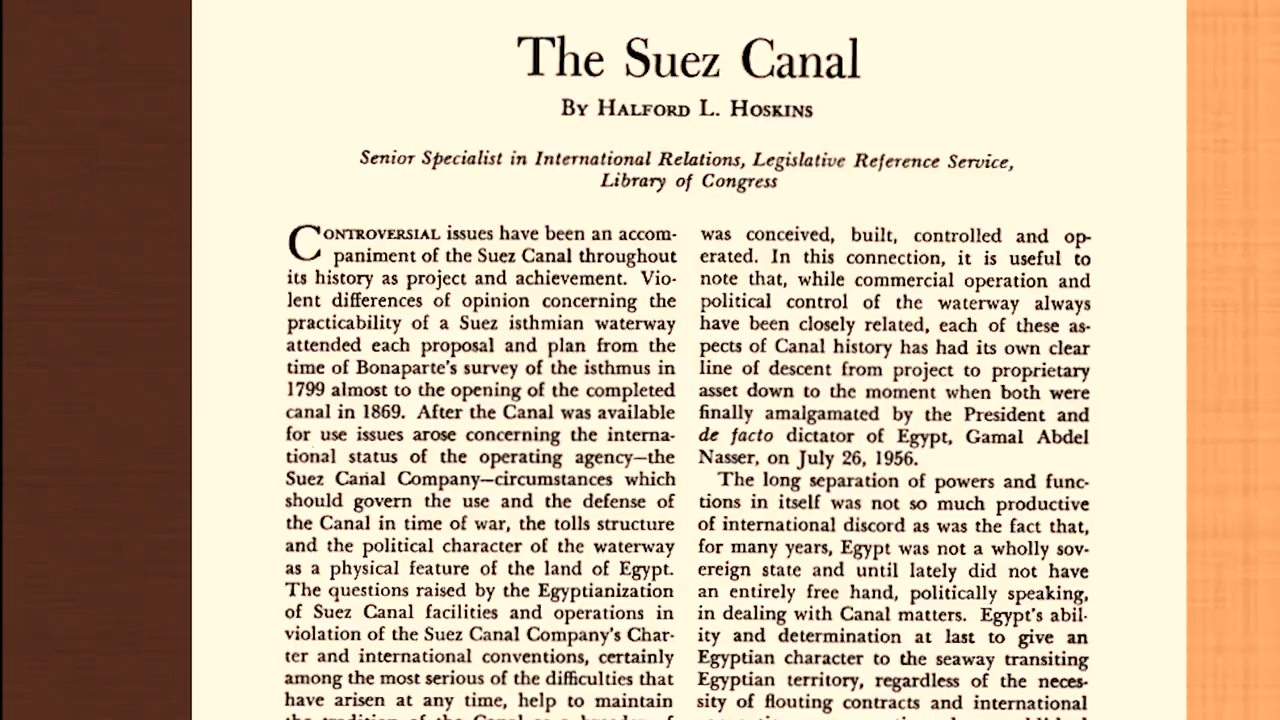 The Suez Canal
By Halford L. Hoskins
Senior Specialist in International Relations, Legislative Reference Service,
Library of Congress
Controversial issues have been an accom-
paniment of the Suez Canal throughout
its history as project and achievement. Vio-
lent differences of opinion concerning the
practicability of a Suez isthmian waterway
attended each proposal and plan from the
time of Bonaparte's survey of the isthmus in
1799 almost to the opening of the completed
canal in 1869. After the Canal was available
for use issues arose concerning the interna-
tional status of the operating agency—the
Suez Canal Company—circumstances which
should govern the use and the defense of
the Canal in time of war, the tolls structure
and the political character of the waterway
as a physical feature of the land of Egypt.
The questions raised by the Egyptianization
of Suez Canal facilities and operations in
violation of the Suez Canal Company's Char-
ter and international conventions, certainly
among the most serious of the difficulties that
have arisen at any time, help to maintain
was conceived, built, controlled and op-
erated. In this connection, it is useful to
note that, while commercial operation and
political control of the waterway always
have been closely related, each of these as-
pects of Canal history has had its own clear
line of descent from project to proprietary
asset down to the moment when both were
finally amalgamated by the President and
de facto dictator of Egypt, Gamal Abdel
Nasser, on July 26, 1956.
The long separation of powers and func-
tions in itself was not so much productive
of international discord as was the fact that,
for many years, Egypt was not a wholly sov-
ereign state and until lately did not have
an entirely free hand, politically speaking,
in dealing with Canal matters. Egypt's abil-
ity and determination at last to give an
Egyptian character to the seaway transiting
Egyptian territory, regardless of the neces-
sity of flouting contracts and international